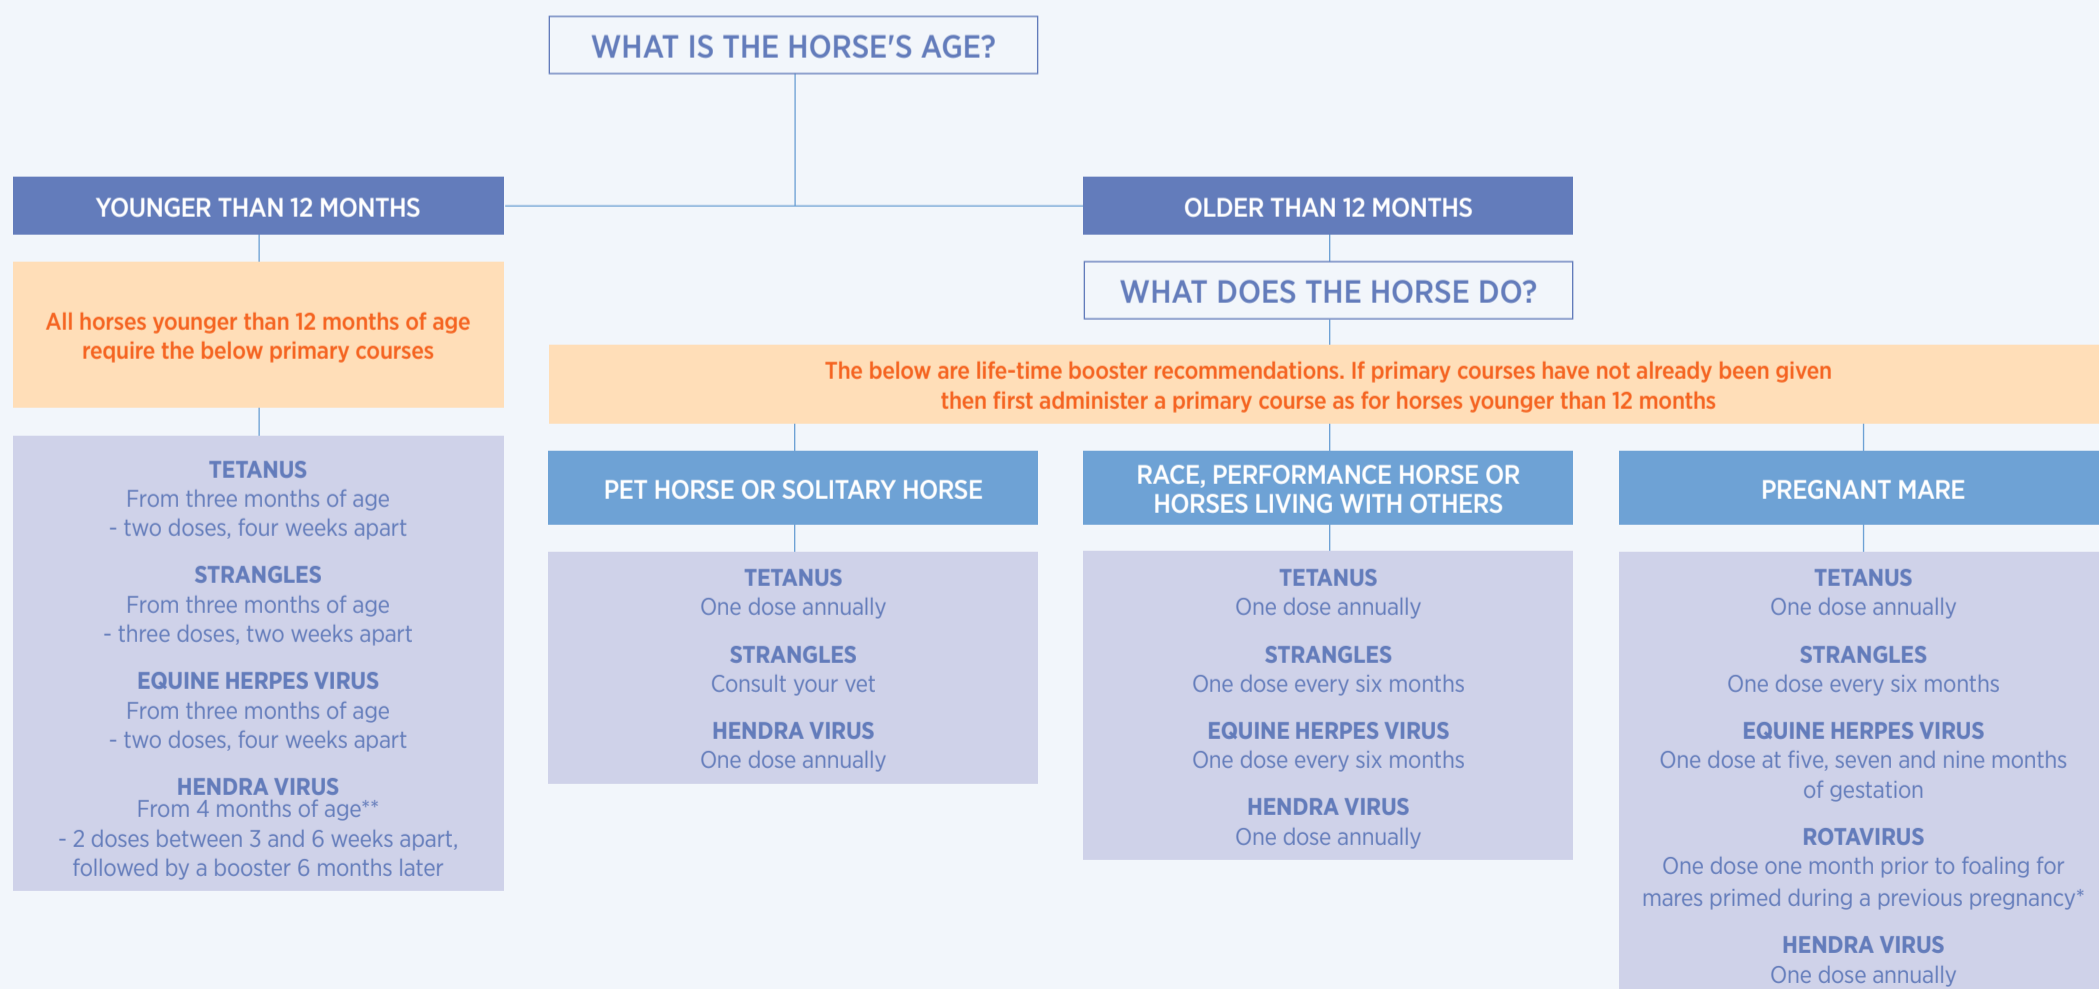 WHAT IS THE HORSE'S AGE?
YOUNGER THAN 12 MONTHS
All horses younger than 12 months of age
require the below primary courses
TETANUS
From three months of age
- two doses, four weeks apart
STRANGLES
From three months of age
- three doses, two weeks apart
EQUINE HERPES VIRUS
From three months of age
- two doses, four weeks apart
HENDRA VIRUS
From 4 months of age**
- 2 doses between 3 and 6 weeks apart,
followed by a booster 6 months later
OLDER THAN 12 MONTHS
WHAT DOES THE HORSE DO?
The below are life-time booster recommendations. If primary courses have not already been given
then first administer a primary course as for horses younger than 12 months
PET HORSE OR SOLITARY HORSE
TETANUS
One dose annually
STRANGLES
Consult your vet
HENDRA VIRUS
One dose annually
RACE, PERFORMANCE HORSE OR
HORSES LIVING WITH OTHERS
TETANUS
One dose annually
STRANGLES
One dose every six months
EQUINE HERPES VIRUS
One dose every six months
HENDRA VIRUS
One dose annually
PREGNANT MARE
TETANUS
One dose annually
STRANGLES
One dose every six months
EQUINE HERPES VIRUS
One dose at five, seven and nine months
of gestation
ROTAVIRUS
One dose one month prior to foaling for
mares primed during a previous pregnancy*
HENDRA VIRUS
One dose annually